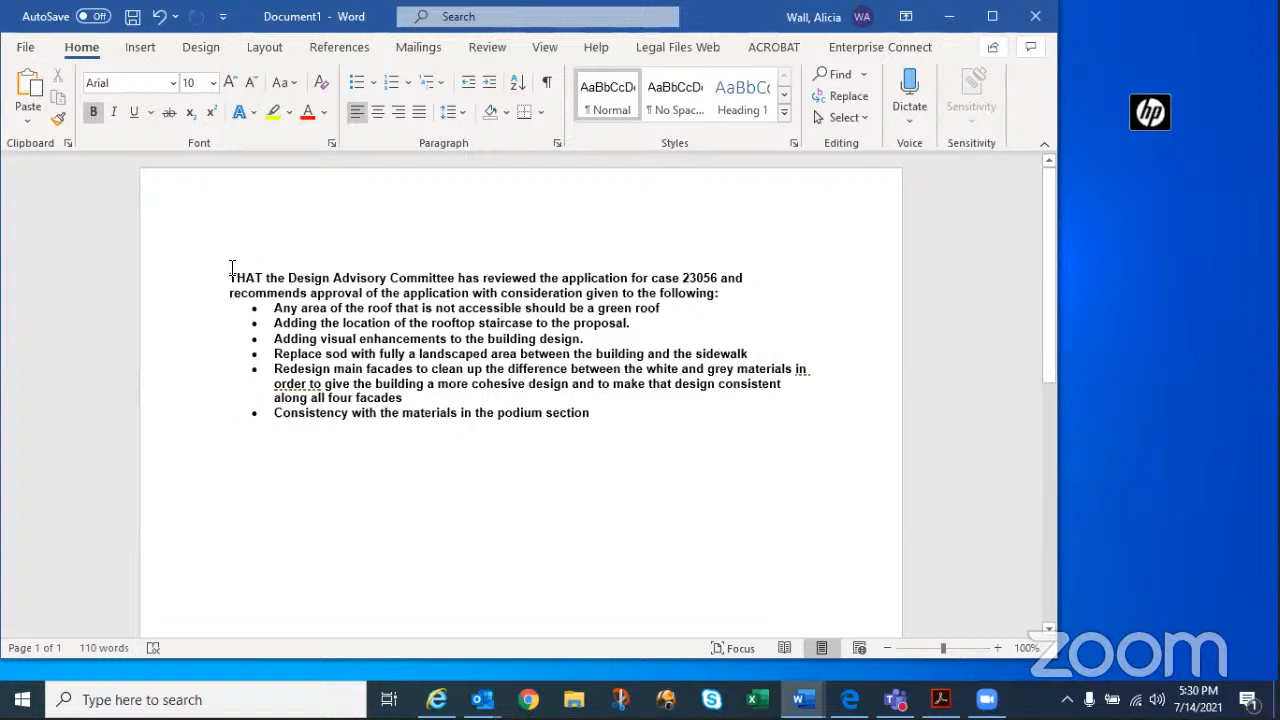 AutoSave Off Document1 - Word Search Wall, Alicia WA
File Home Insert Design Layout References Mailings Review View Help Legal Files Web ACROBAT Enterprise Connect
Paste Arial 10 Aa AaBbCcDd AaBbCcDd AaBbCc Find Replace Select Dictate Sensitivity
¶ Normal ¶ No Spac... Heading 1
Clipboard Font Paragraph Styles Editing Voice Sensitivity
hp
THAT the Design Advisory Committee has reviewed the application for case 23056 and
recommends approval of the application with consideration given to the following:
• Any area of the roof that is not accessible should be a green roof
• Adding the location of the rooftop staircase to the proposal.
• Adding visual enhancements to the building design.
• Replace sod with fully a landscaped area between the building and the sidewalk
• Redesign main facades to clean up the difference between the white and grey materials in
order to give the building a more cohesive design and to make that design consistent
along all four facades
• Consistency with the materials in the podium section
Page 1 of 1 110 words Focus 100%
zoom
Type here to search 5:30 PM
7/14/2021